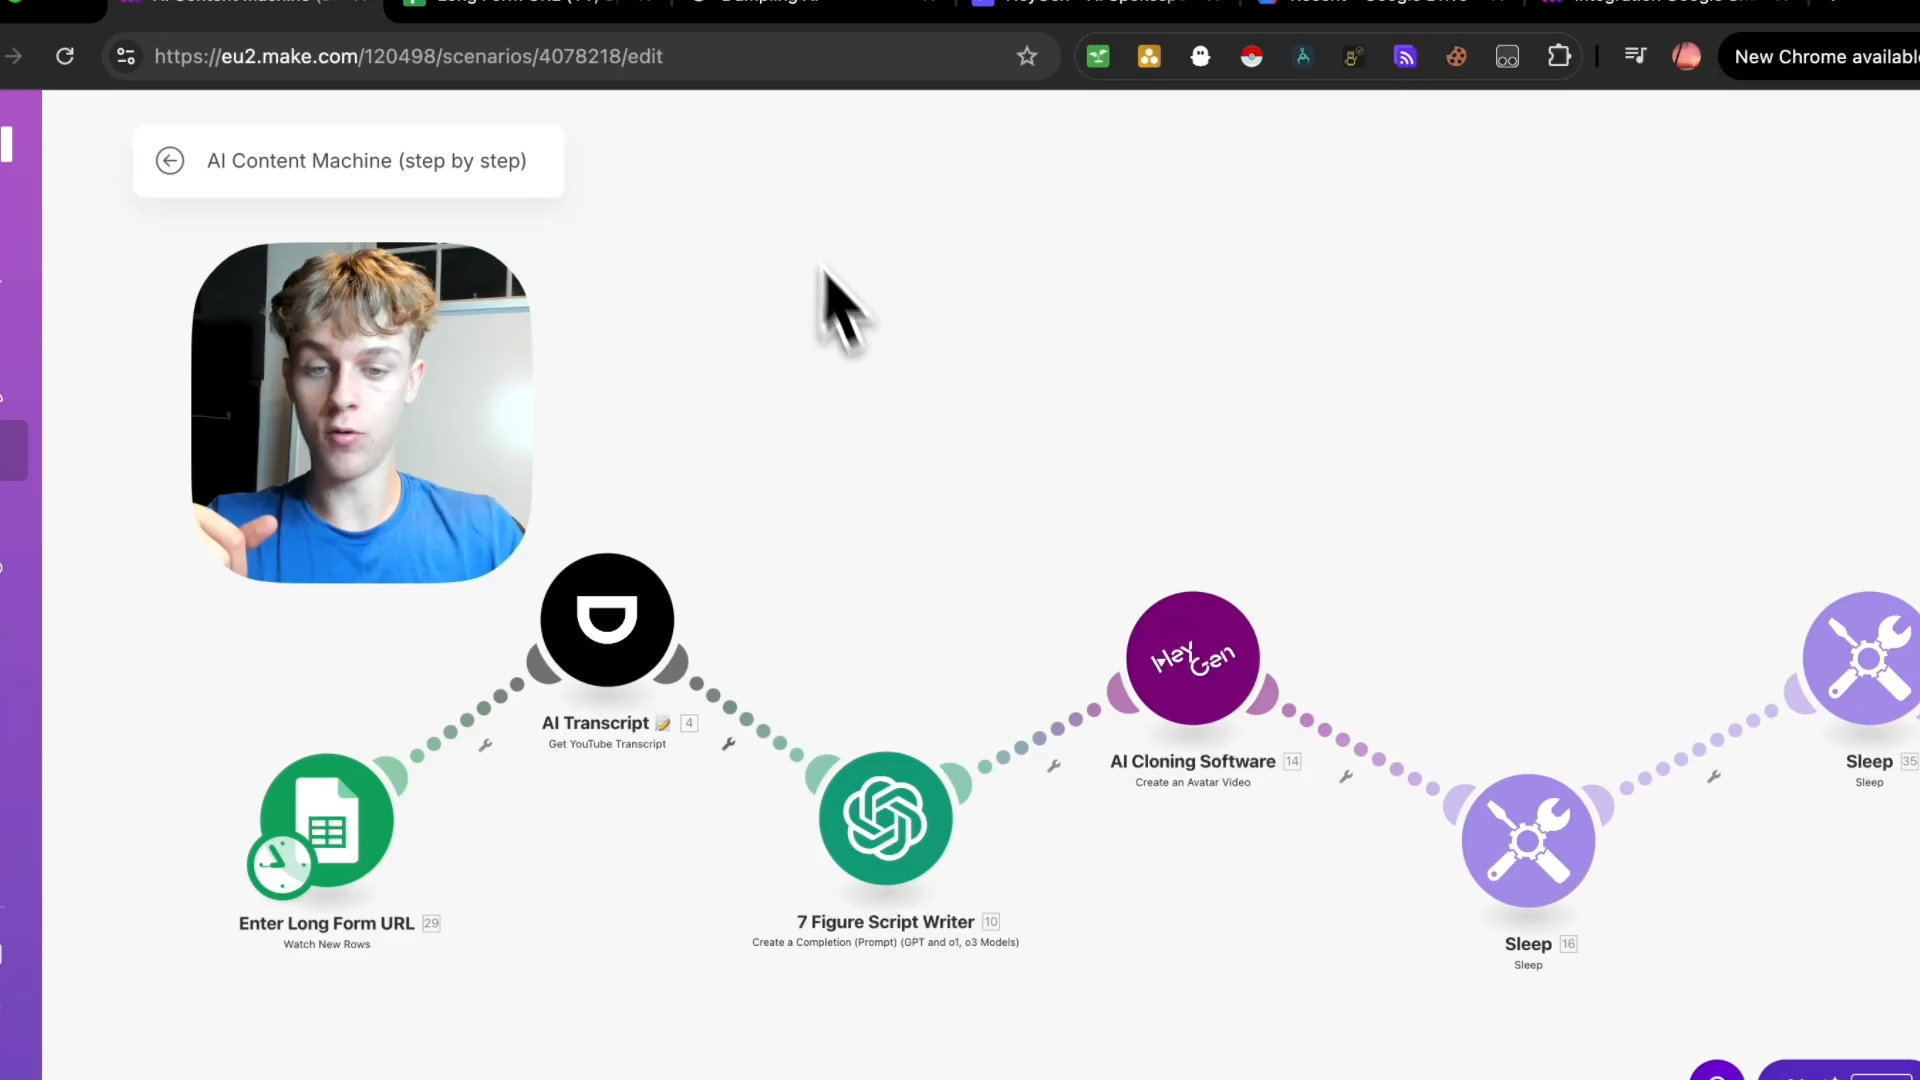 https://eu2.make.com/120498/scenarios/4078218/edit
New Chrome available
AI Content Machine (step by step)
HeyGen
AI Transcript 📝 4
Get YouTube Transcript
AI Cloning Software 14
Create an Avatar Video
Sleep 35
Sleep
Enter Long Form URL 29
Watch New Rows
7 Figure Script Writer 10
Create a Completion (Prompt) (GPT and o1, o3 Models)
Sleep 16
Sleep